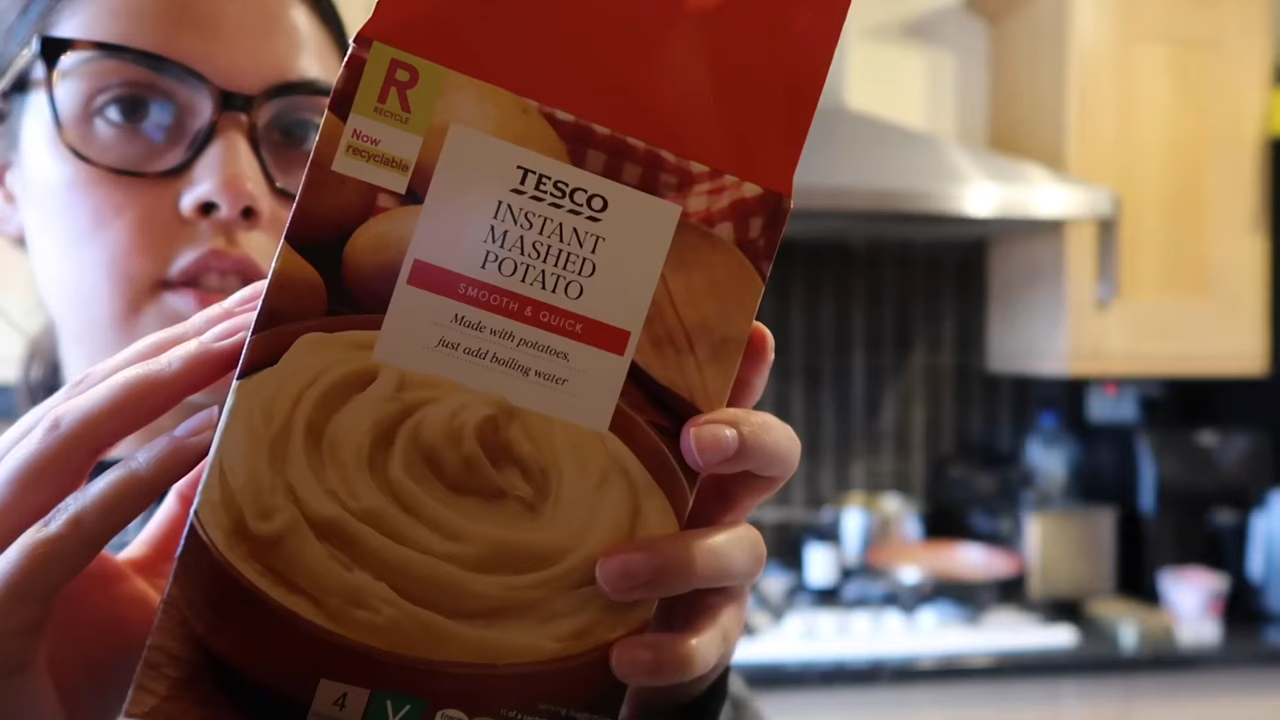 R
RECYCLE
Now
recyclable
TESCO
INSTANT
MASHED
POTATO
SMOOTH & QUICK
Made with potatoes,
just add boiling water
4
V